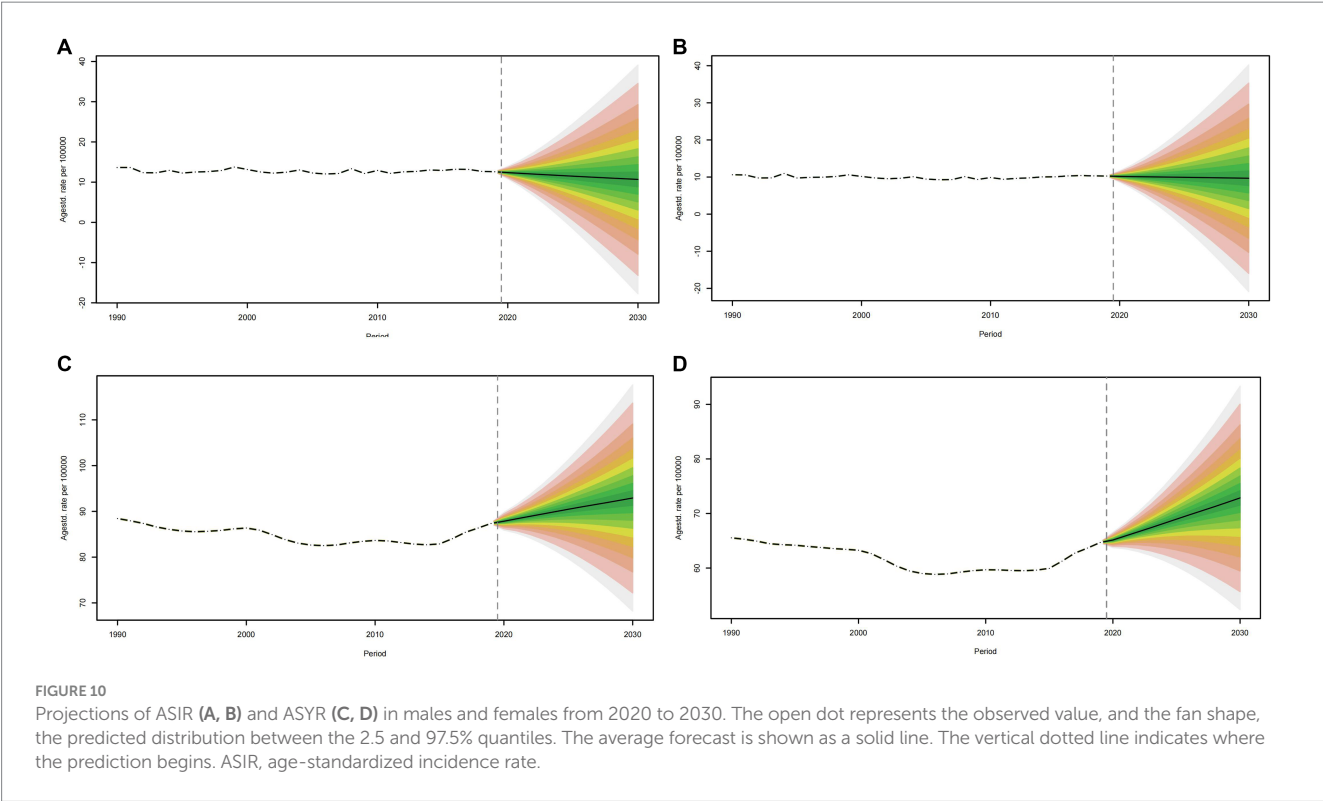 A
Agestd. rate per 100000
40
30
20
10
0
-10
-20
1990
2000
2010
2020
2030
Period
B
Agestd. rate per 100000
40
30
20
10
0
-10
-20
1990
2000
2010
2020
2030
Period
C
Agestd. rate per 100000
110
100
90
80
70
1990
2000
2010
2020
2030
Period
D
Agestd. rate per 100000
90
80
70
60
1990
2000
2010
2020
2030
Period
FIGURE 10
Projections of ASIR (A, B) and ASYR (C, D) in males and females from 2020 to 2030. The open dot represents the observed value, and the fan shape,
the predicted distribution between the 2.5 and 97.5% quantiles. The average forecast is shown as a solid line. The vertical dotted line indicates where
the prediction begins. ASIR, age-standardized incidence rate.